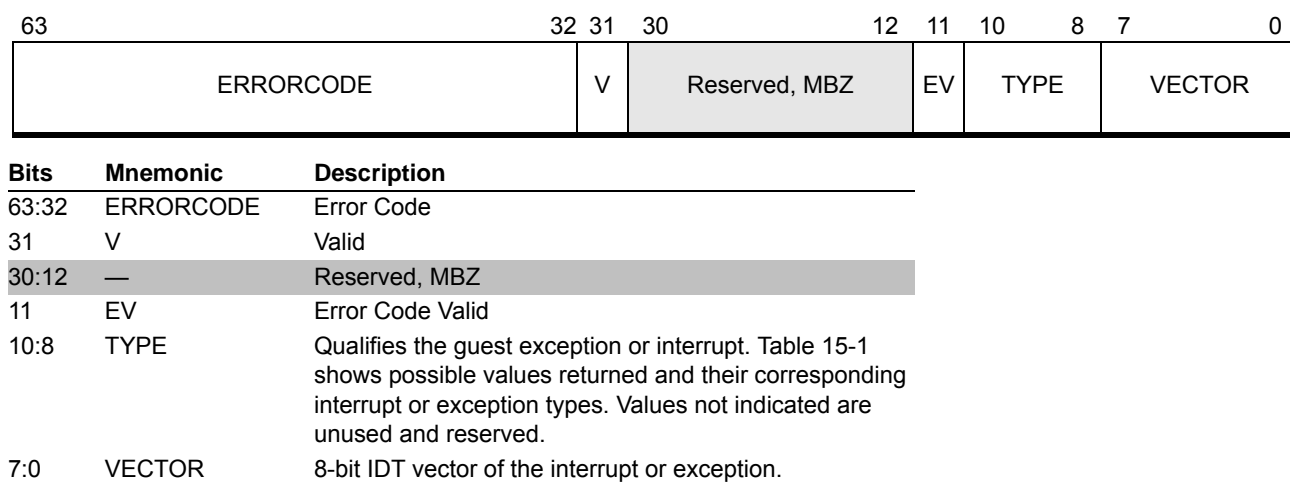 63 32 31 30 12 11 10 8 7 0
ERRORCODE V Reserved, MBZ EV TYPE VECTOR
Bits Mnemonic Description
63:32 ERRORCODE Error Code
31 V Valid
30:12 — Reserved, MBZ
11 EV Error Code Valid
10:8 TYPE Qualifies the guest exception or interrupt. Table 15-1
shows possible values returned and their corresponding
interrupt or exception types. Values not indicated are
unused and reserved.
7:0 VECTOR 8-bit IDT vector of the interrupt or exception.